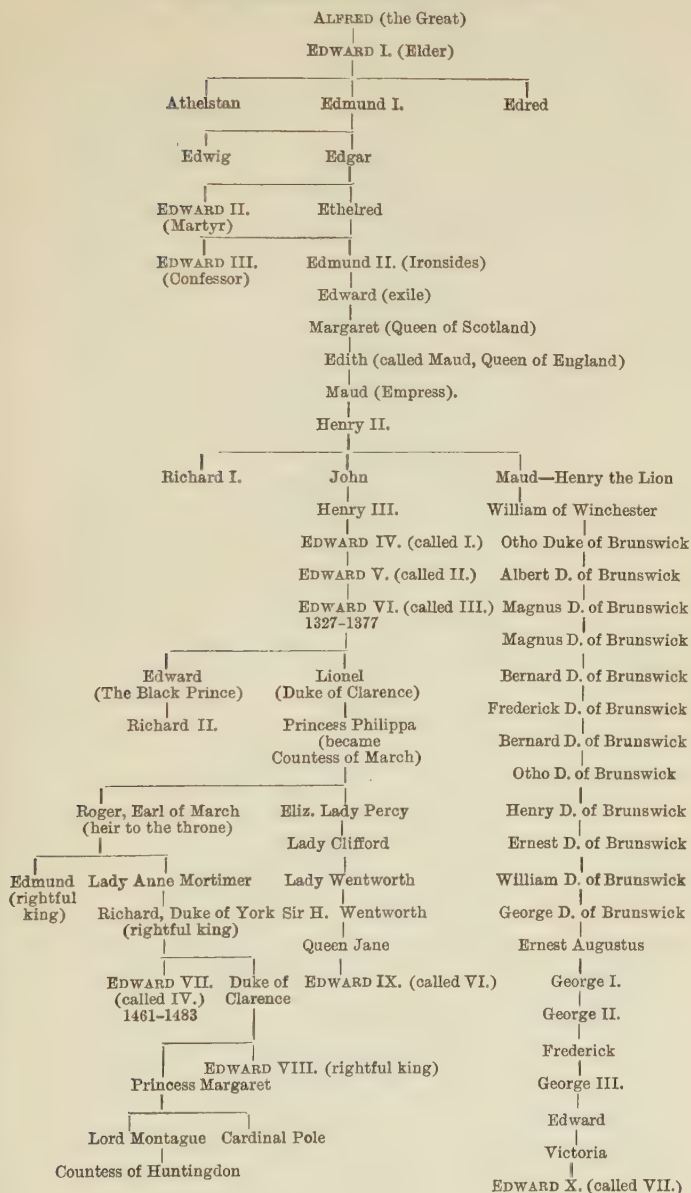 ALFRED (the Great)
EDWARD I. (Elder)
Athelstan Edmund I. Edred
Edwig Edgar
EDWARD II. Ethelred
(Martyr)
EDWARD III. Edmund II. (Ironsides)
(Confessor)
Edward (exile)
Margaret (Queen of Scotland)
Edith (called Maud, Queen of England)
Maud (Empress).
Henry II.
Richard I. John Maud—Henry the Lion
Henry III. William of Winchester
EDWARD IV. (called I.) Otho Duke of Brunswick
EDWARD V. (called II.) Albert D. of Brunswick
EDWARD VI. (called III.) Magnus D. of Brunswick
1327-1377
Magnus D. of Brunswick
Edward Lionel Bernard D. of Brunswick
(The Black Prince) (Duke of Clarence)
Frederick D. of Brunswick
Richard II. Princess Philippa
(became Bernard D. of Brunswick
Countess of March)
Otho D. of Brunswick
Roger, Earl of March Eliz. Lady Percy Henry D. of Brunswick
(heir to the throne)
Lady Clifford Ernest D. of Brunswick
Edmund Lady Anne Mortimer Lady Wentworth William D. of Brunswick
(rightful
king) Richard, Duke of York Sir H. Wentworth George D. of Brunswick
(rightful king)
Queen Jane Ernest Augustus
EDWARD VII. Duke of EDWARD IX. (called VI.) George I.
(called IV.) Clarence
1461-1483
George II.
Frederick
EDWARD VIII. (rightful king)
Princess Margaret George III.
Edward
Lord Montague Cardinal Pole
Victoria
Countess of Huntingdon
EDWARD X. (called VII.)